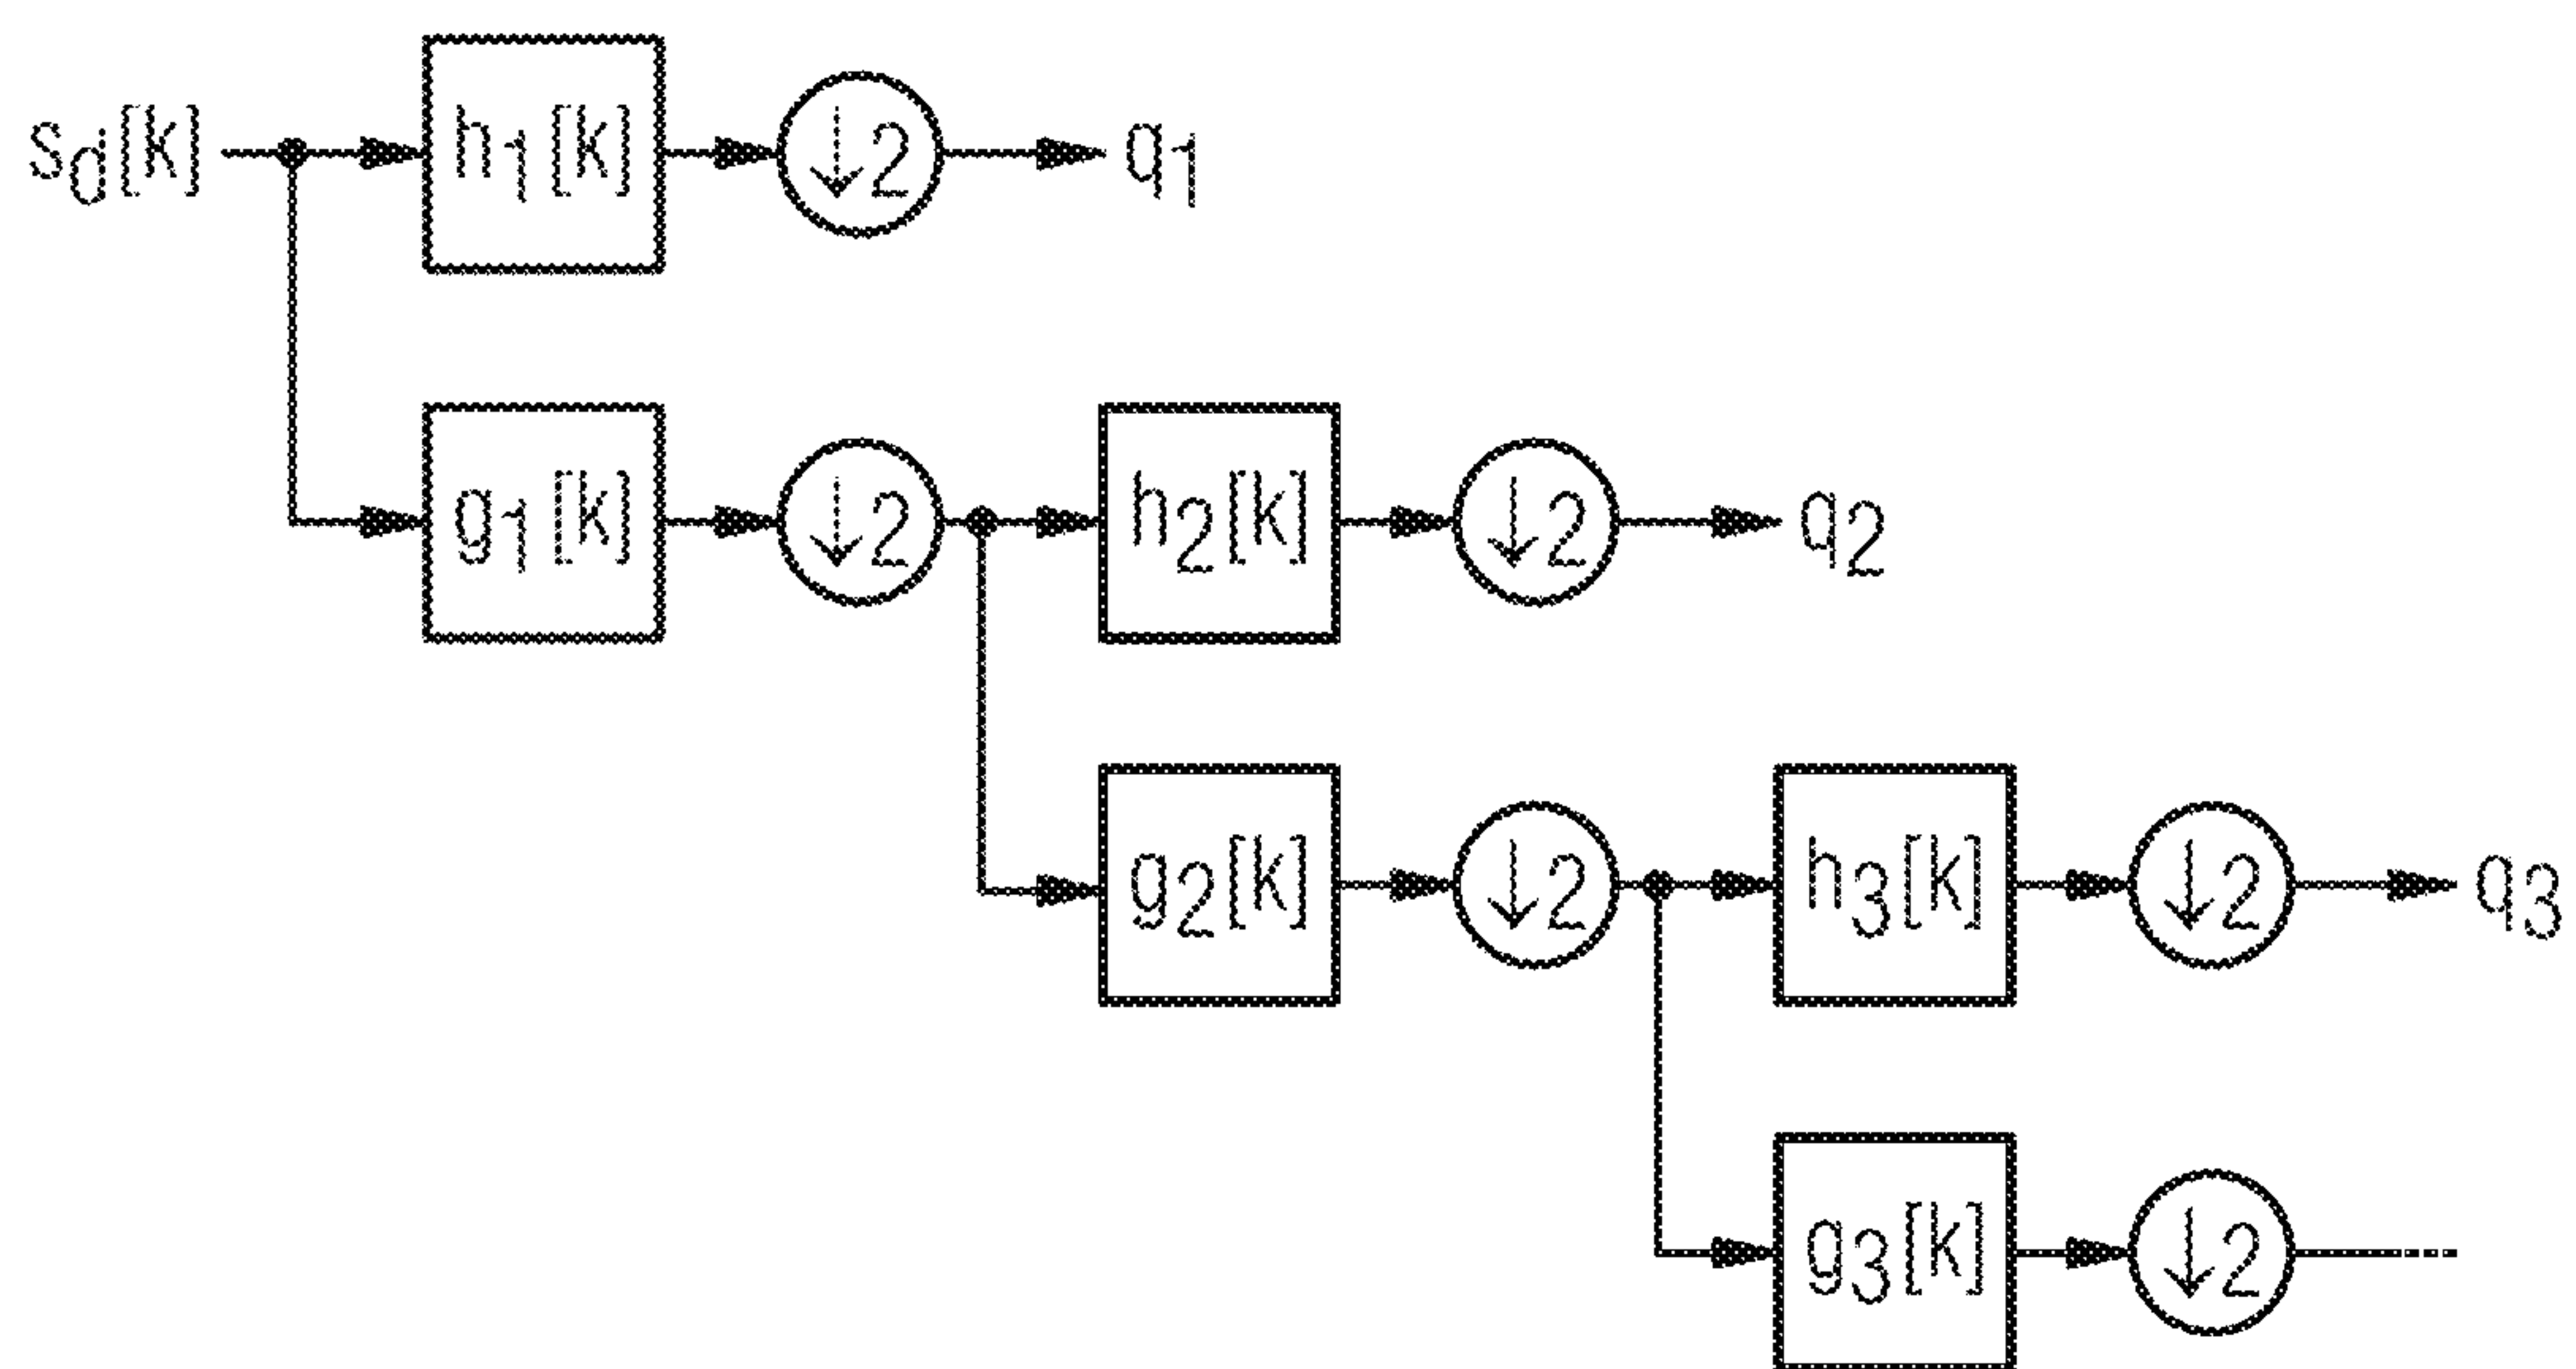 s_d[k] h_1[k] ↓2 q_1
g_1[k] ↓2 h_2[k] ↓2 q_2
g_2[k] ↓2 h_3[k] ↓2 q_3
g_3[k] ↓2